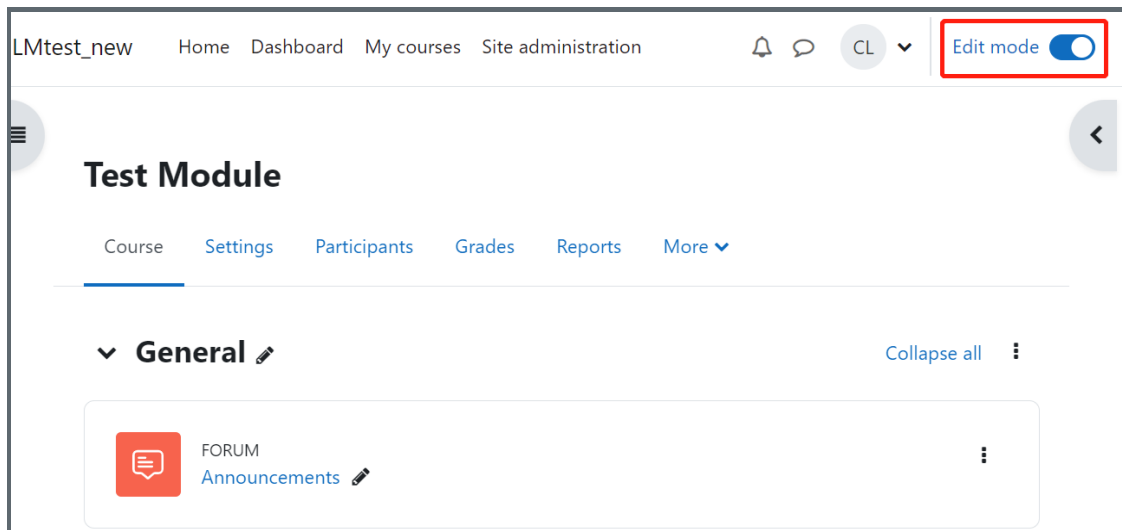 LMtest_new Home Dashboard My courses Site administration CL Edit mode
Test Module
Course Settings Participants Grades Reports More
General Collapse all
FORUM
Announcements